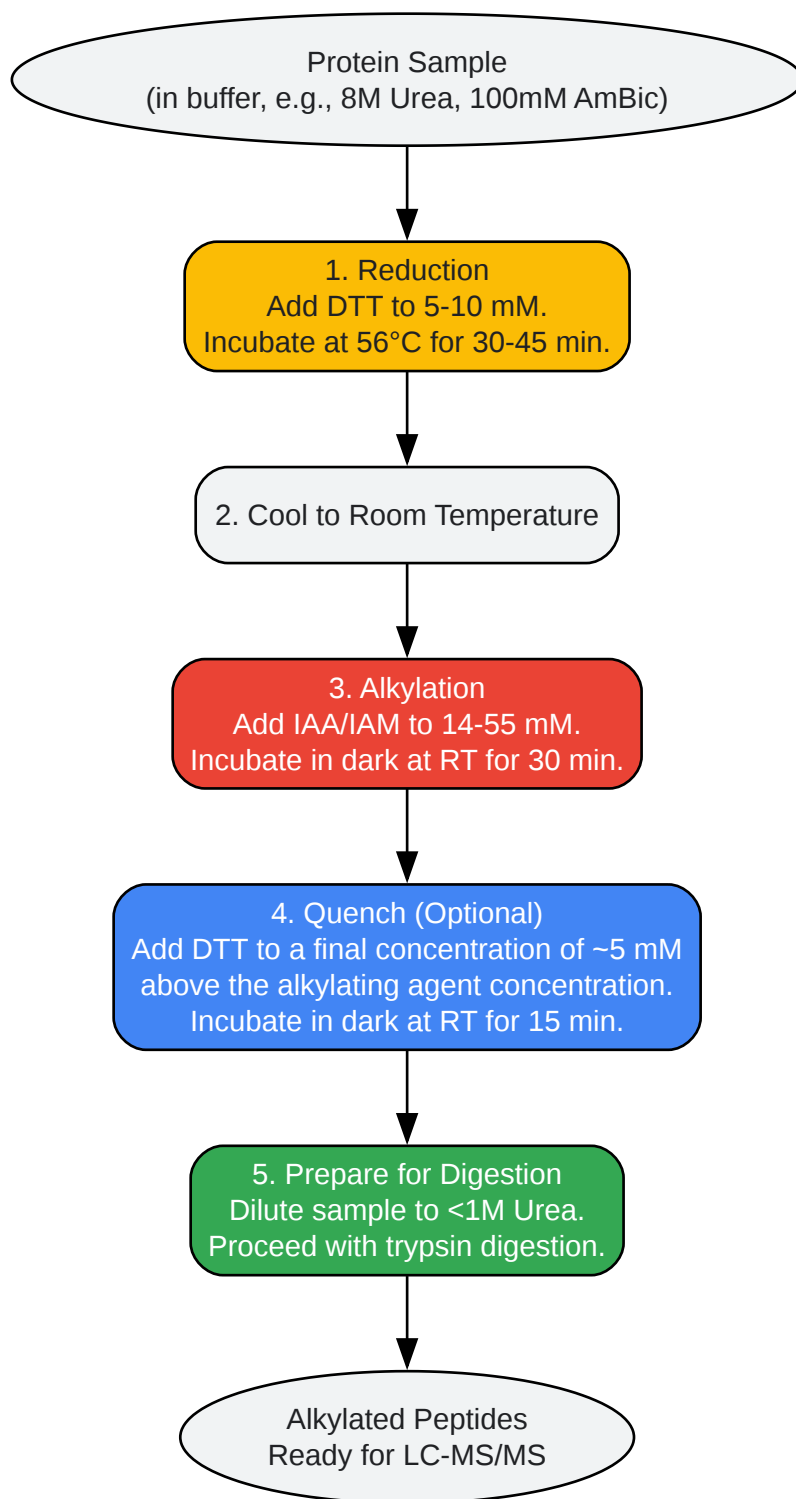 Protein Sample
(in buffer, e.g., 8M Urea, 100mM AmBic)
1. Reduction
Add DTT to 5-10 mM.
Incubate at 56°C for 30-45 min.
2. Cool to Room Temperature
3. Alkylation
Add IAA/IAM to 14-55 mM.
Incubate in dark at RT for 30 min.
4. Quench (Optional)
Add DTT to a final concentration of ~5 mM
above the alkylating agent concentration.
Incubate in dark at RT for 15 min.
5. Prepare for Digestion
Dilute sample to <1M Urea.
Proceed with trypsin digestion.
Alkylated Peptides
Ready for LC-MS/MS